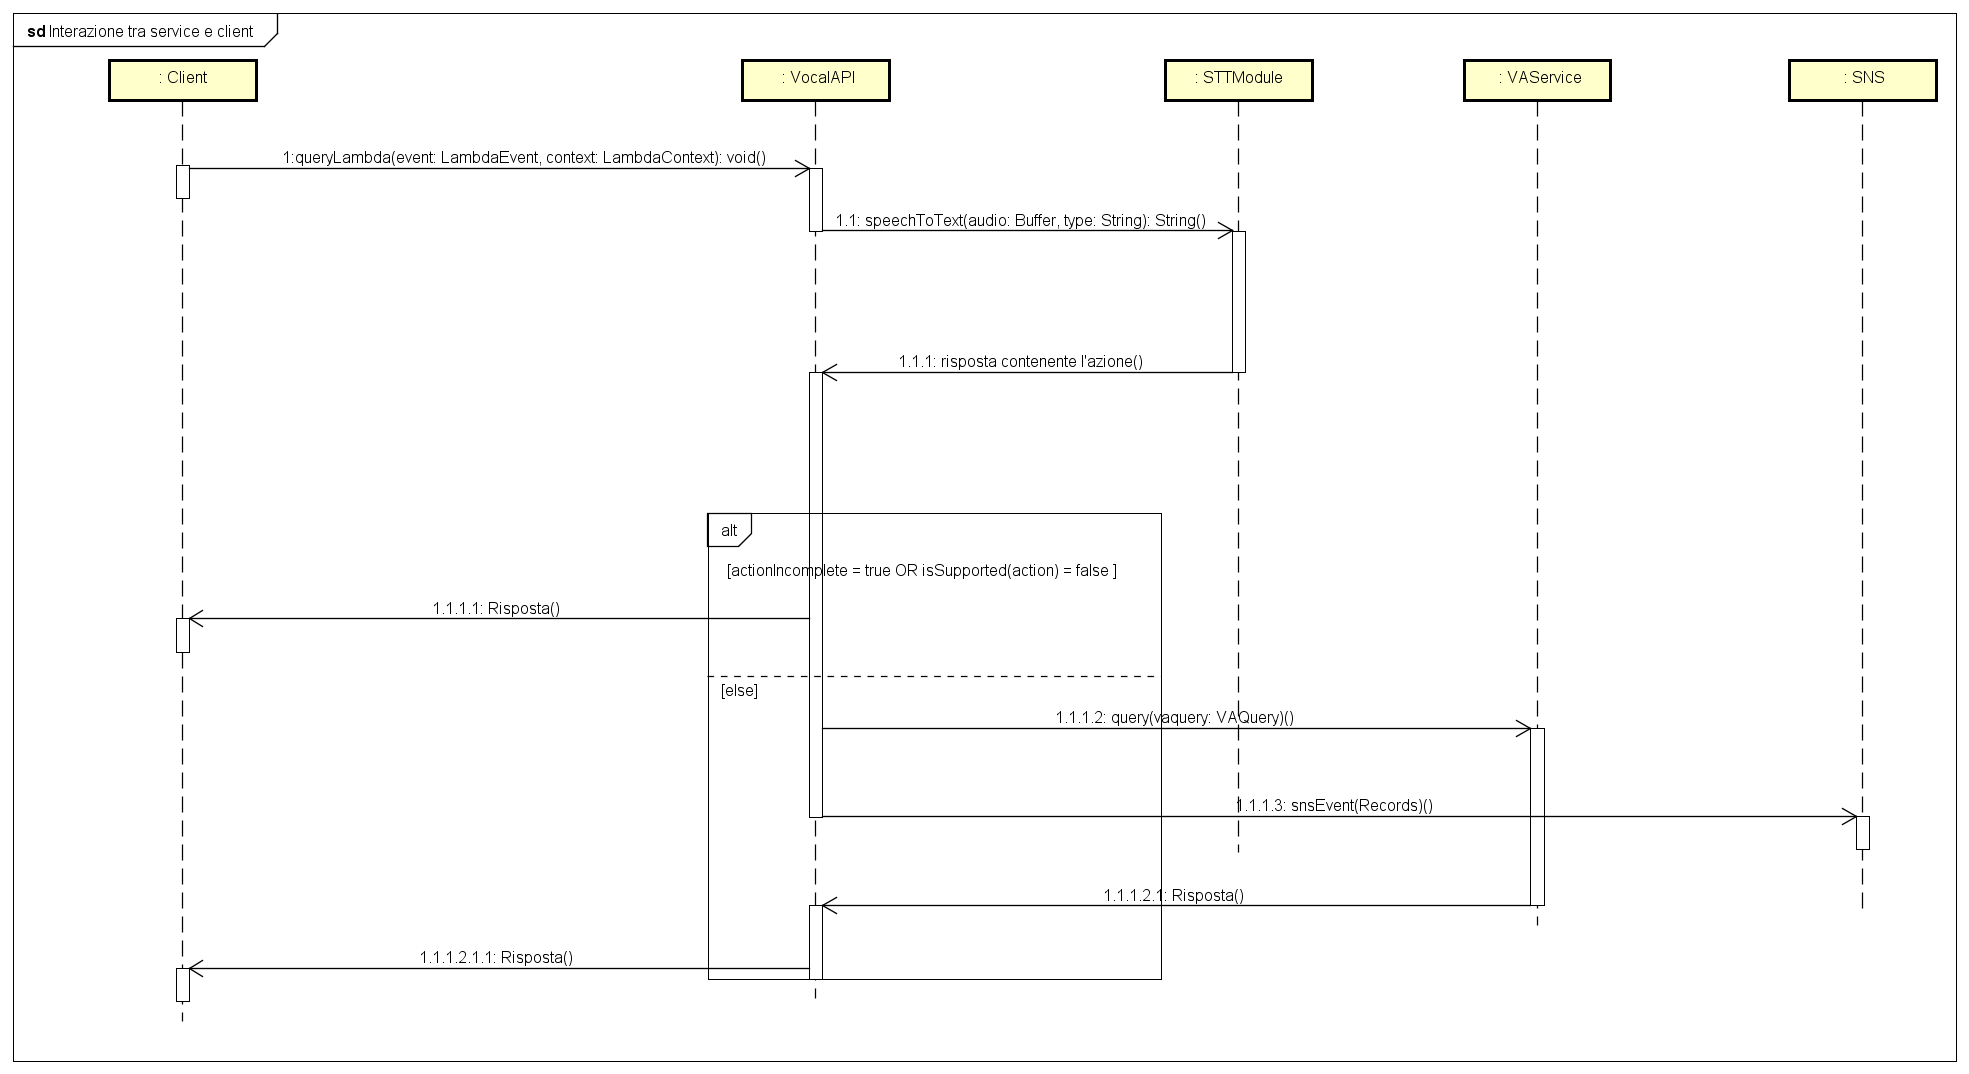 sd Interazione tra service e client
: Client
: VocalAPI
: STTModule
: VAService
: SNS
1:queryLambda(event: LambdaEvent, context: LambdaContext): void()
1.1: speechToText(audio: Buffer, type: String): String()
1.1.1: risposta contenente l'azione()
alt
[actionIncomplete = true OR isSupported(action) = false ]
1.1.1.1: Risposta()
[else]
1.1.1.2: query(vaquery: VAQuery)()
1.1.1.3: snsEvent(Records)()
1.1.1.2.1: Risposta()
1.1.1.2.1.1: Risposta()